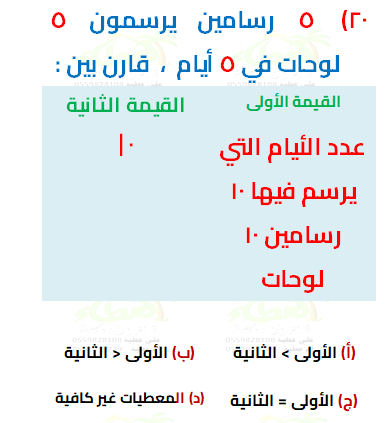 ٢٠) ٥ رسامين يرسمون ٥
لوحات في ٥ أيام ، قارن بين :
القيمة الأولى
القيمة الثانية
عدد الأيام التي
١٠
يرسم فيها ١٠
رسامين ١٠
لوحات
(أ) الأولى > الثانية
(ب) الأولى < الثانية
(ج) الأولى = الثانية
(د) المعطيات غير كافية